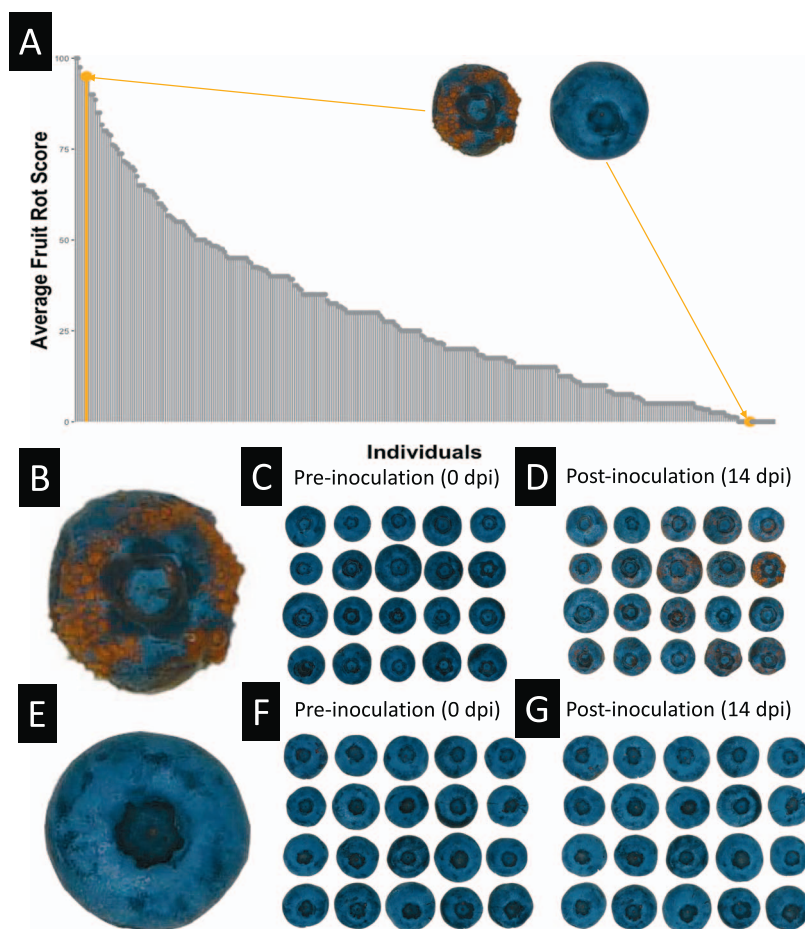 A
100
75
50
25
0
Average Fruit Rot Score
Individuals
B
C
Pre-inoculation (0 dpi)
D
Post-inoculation (14 dpi)
E
F
Pre-inoculation (0 dpi)
G
Post-inoculation (14 dpi)